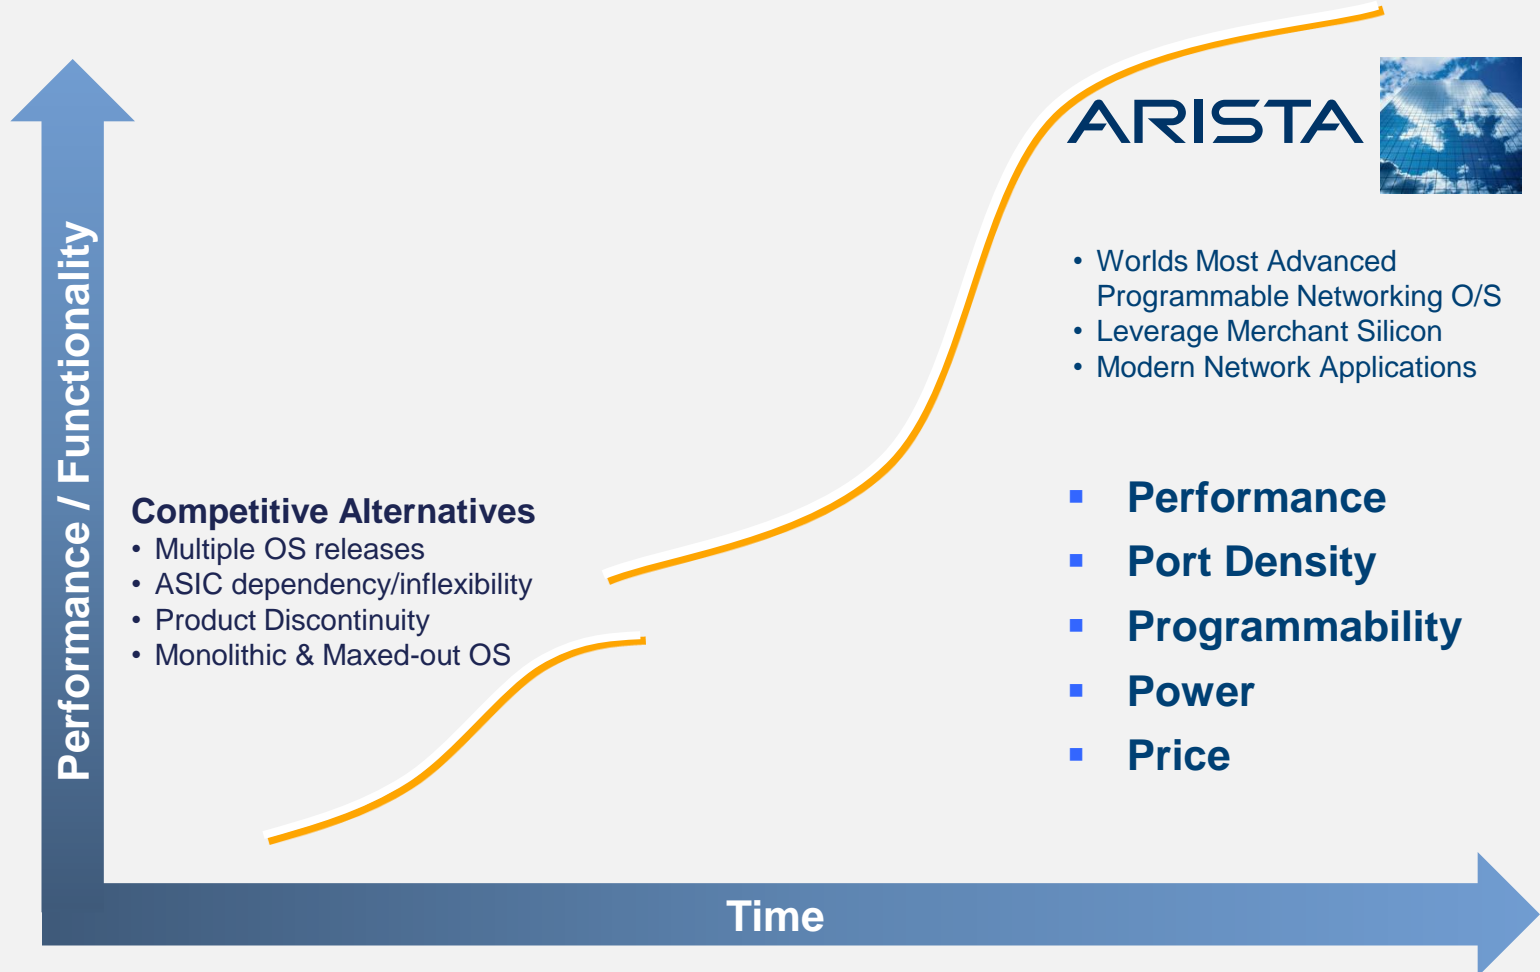 ARISTA
Performance / Functionality
• Worlds Most Advanced
Programmable Networking O/S
• Leverage Merchant Silicon
• Modern Network Applications
Competitive Alternatives
• Multiple OS releases
• ASIC dependency/inflexibility
• Product Discontinuity
• Monolithic & Maxed-out OS
▪ Performance
▪ Port Density
▪ Programmability
▪ Power
▪ Price
Time